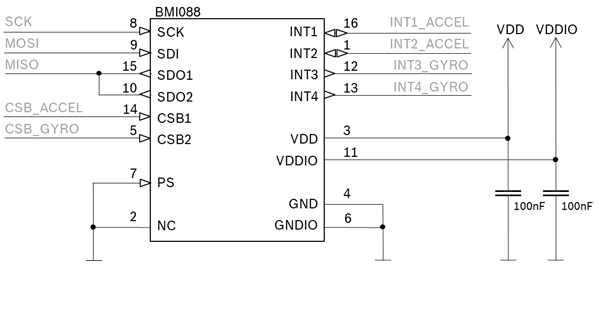 BMI088
SCK 8 SCK INT1 16 INT1_ACCEL VDD VDDIO
MOSI 9 SDI INT2 1 INT2_ACCEL
MISO 15 SDO1 INT3 12 INT3_GYRO
10 SDO2 INT4 13 INT4_GYRO
CSB_ACCEL 14 CSB1
CSB_GYRO 5 CSB2 VDD 3
VDDIO 11
7 PS
GND 4 100nF 100nF
2 NC GNDIO 6